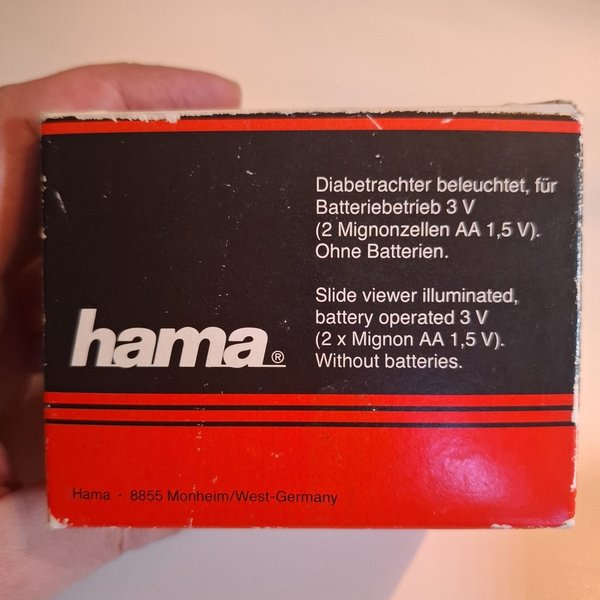 Diabetrachter beleuchtet, für
Batteriebetrieb 3 V
(2 Mignonzellen AA 1,5 V).
Ohne Batterien.
Slide viewer illuminated,
battery operated 3 V
(2 x Mignon AA 1,5 V).
Without batteries.
hama®
Hama · 8855 Monheim/West-Germany